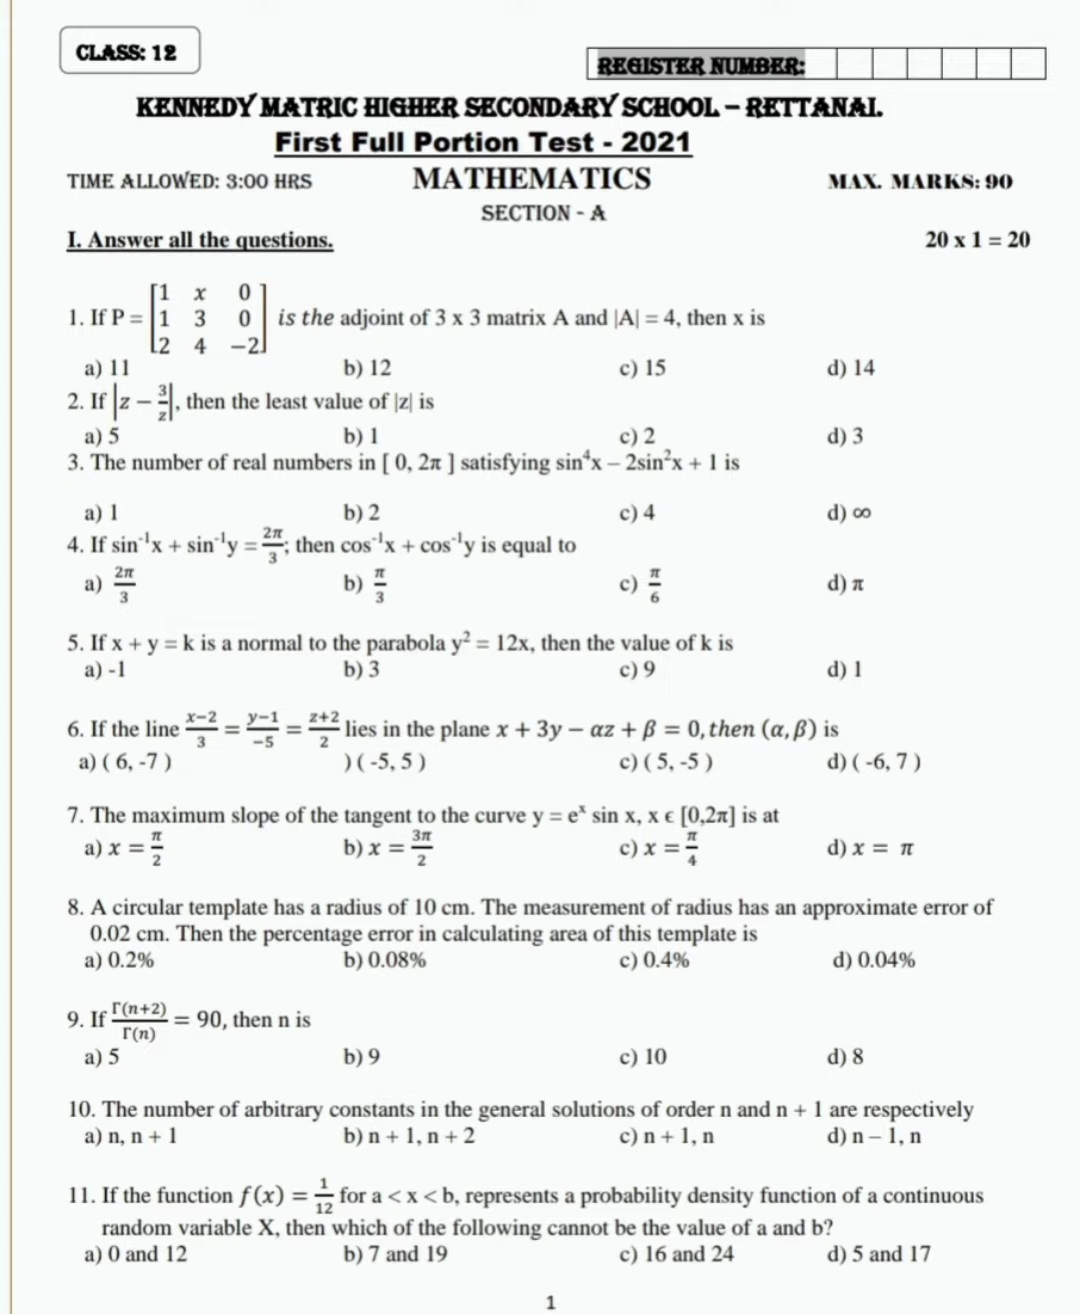 CLASS: 12
REGISTER NUMBER:
KENNEDY MATRIC HIGHER SECONDARY SCHOOL – RETTANAI.
First Full Portion Test - 2021
TIME ALLOWED: 3:00 HRS MATHEMATICS MAX. MARKS: 90
SECTION - A
I. Answer all the questions. 20 x 1 = 20
1. If P = [1 x 0; 1 3 0; 2 4 −2] is the adjoint of 3 x 3 matrix A and |A| = 4, then x is
a) 11 b) 12 c) 15 d) 14
2. If |z − 3/z|, then the least value of |z| is
a) 5 b) 1 c) 2 d) 3
3. The number of real numbers in [ 0, 2π ] satisfying sin⁴x – 2sin²x + 1 is
a) 1 b) 2 c) 4 d) ∞
4. If sin⁻¹x + sin⁻¹y = 2π/3; then cos⁻¹x + cos⁻¹y is equal to
a) 2π/3 b) π/3 c) π/6 d) π
5. If x + y = k is a normal to the parabola y² = 12x, then the value of k is
a) -1 b) 3 c) 9 d) 1
6. If the line x−2/3 = y−1/−5 = z+2/2 lies in the plane x + 3y − αz + β = 0, then (α, β) is
a) ( 6, -7 ) ) ( -5, 5 ) c) ( 5, -5 ) d) ( -6, 7 )
7. The maximum slope of the tangent to the curve y = eˣ sin x, x ϵ [0,2π] is at
a) x = π/2 b) x = 3π/2 c) x = π/4 d) x = π
8. A circular template has a radius of 10 cm. The measurement of radius has an approximate error of
0.02 cm. Then the percentage error in calculating area of this template is
a) 0.2% b) 0.08% c) 0.4% d) 0.04%
9. If Γ(n+2)/Γ(n) = 90, then n is
a) 5 b) 9 c) 10 d) 8
10. The number of arbitrary constants in the general solutions of order n and n + 1 are respectively
a) n, n + 1 b) n + 1, n + 2 c) n + 1, n d) n – 1, n
11. If the function f(x) = 1/12 for a < x < b, represents a probability density function of a continuous
random variable X, then which of the following cannot be the value of a and b?
a) 0 and 12 b) 7 and 19 c) 16 and 24 d) 5 and 17
1